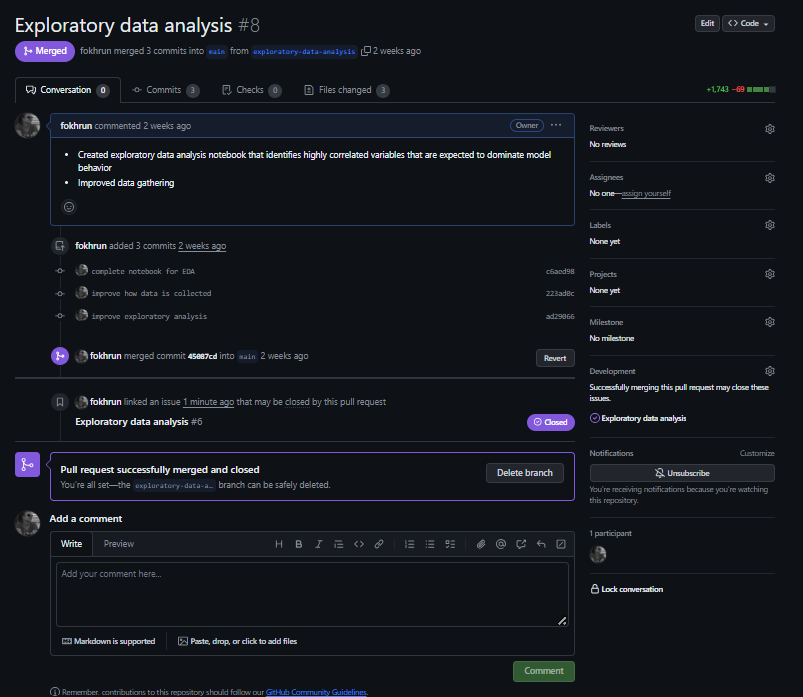 Exploratory data analysis #8
Edit
<> Code
Merged
fokhrun merged 3 commits into main from exploratory-data-analysis 2 weeks ago
Conversation 0
Commits 3
Checks 0
Files changed 3
+1,743 −69
fokhrun commented 2 weeks ago
Owner
Created exploratory data analysis notebook that identifies highly correlated variables that are expected to dominate model
behavior
Improved data gathering
fokhrun added 3 commits 2 weeks ago
complete notebook for EDA
c6aed98
improve how data is collected
223ad8c
improve exploratory analysis
ad29066
fokhrun merged commit 45087cd into main 2 weeks ago
Revert
fokhrun linked an issue 1 minute ago that may be closed by this pull request
Exploratory data analysis #6
Closed
Pull request successfully merged and closed
You're all set—the exploratory-data-a… branch can be safely deleted.
Delete branch
Add a comment
Write
Preview
Add your comment here...
Markdown is supported
Paste, drop, or click to add files
Comment
Remember, contributions to this repository should follow our GitHub Community Guidelines.
Reviewers
No reviews
Assignees
No one—assign yourself
Labels
None yet
Projects
None yet
Milestone
No milestone
Development
Successfully merging this pull request may close these
issues.
Exploratory data analysis
Notifications
Customize
Unsubscribe
You're receiving notifications because you're watching
this repository.
1 participant
Lock conversation